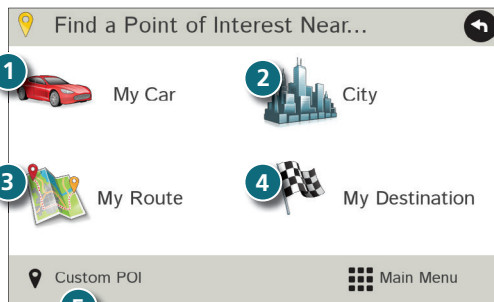 Find a Point of Interest Near...
1 My Car
2 City
3 My Route
4 My Destination
Custom POI Main Menu
5